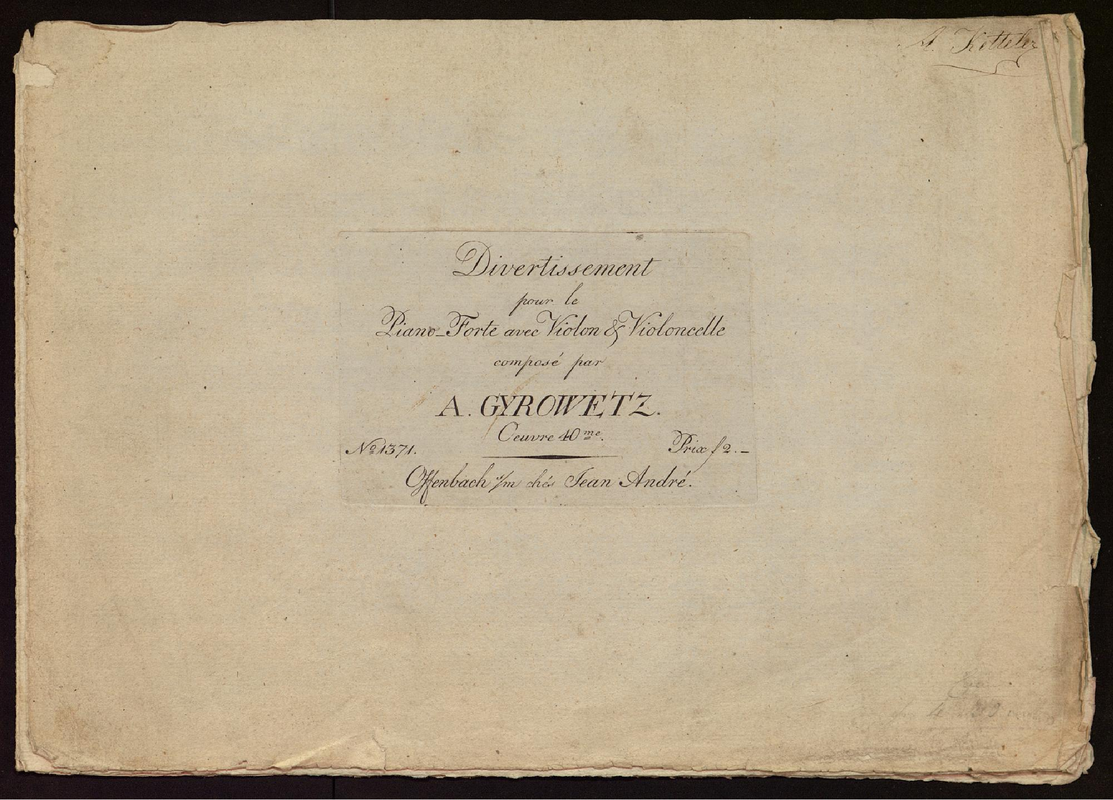 A Ketteler
Divertissement
pour le
Piano-Forte avec Violon & Violoncelle
composé par
A. GYROWETZ.
Oeuvre 40me.
No 1371. Prix f 2.-
Offenbach s/m chés Jean André.